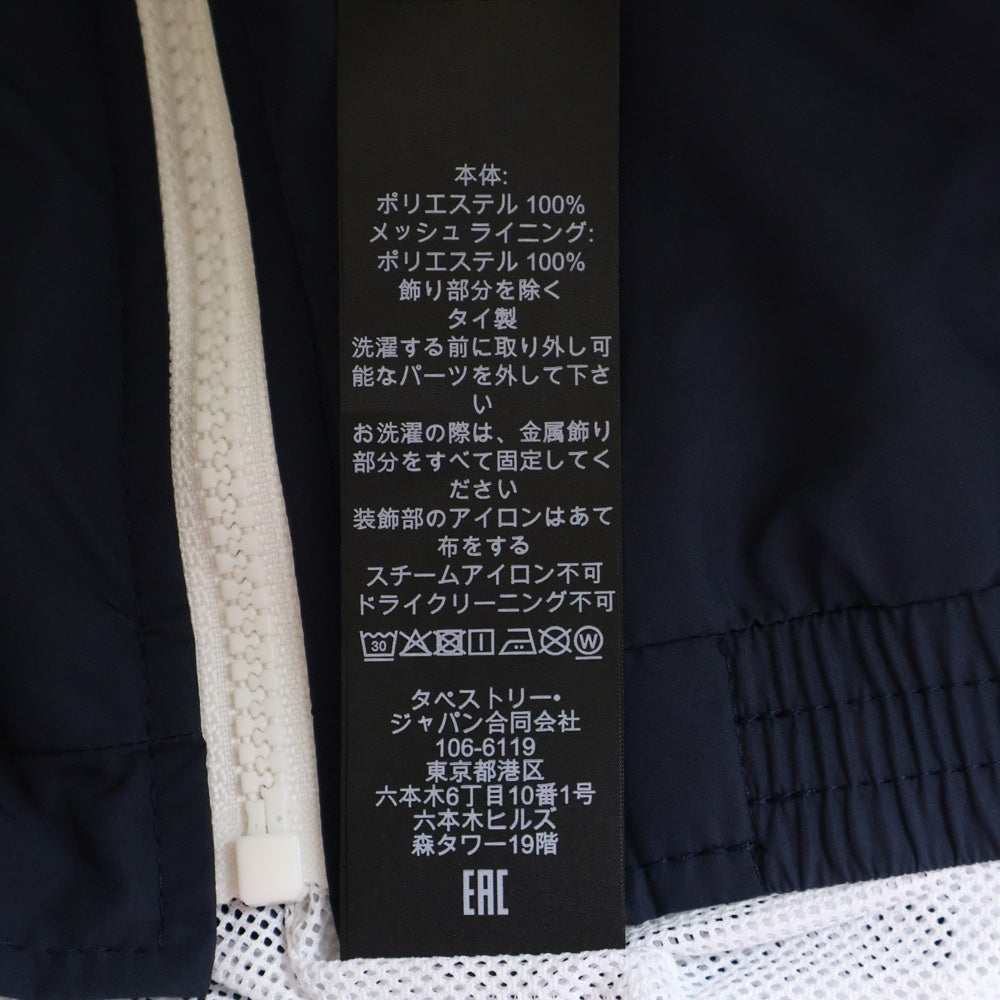 本体:
ポリエステル 100%
メッシュ ライニング:
ポリエステル 100%
飾り部分を除く
タイ製
洗濯する前に取り外し可
能なパーツを外して下さ
い
お洗濯の際は、金属飾り
部分をすべて固定してく
ださい
装飾部のアイロンはあて
布をする
スチームアイロン不可
ドライクリーニング不可
30 W
タペストリー・
ジャパン合同会社
106-6119
東京都港区
六本木6丁目10番1号
六本木ヒルズ
森タワー19階
EAC